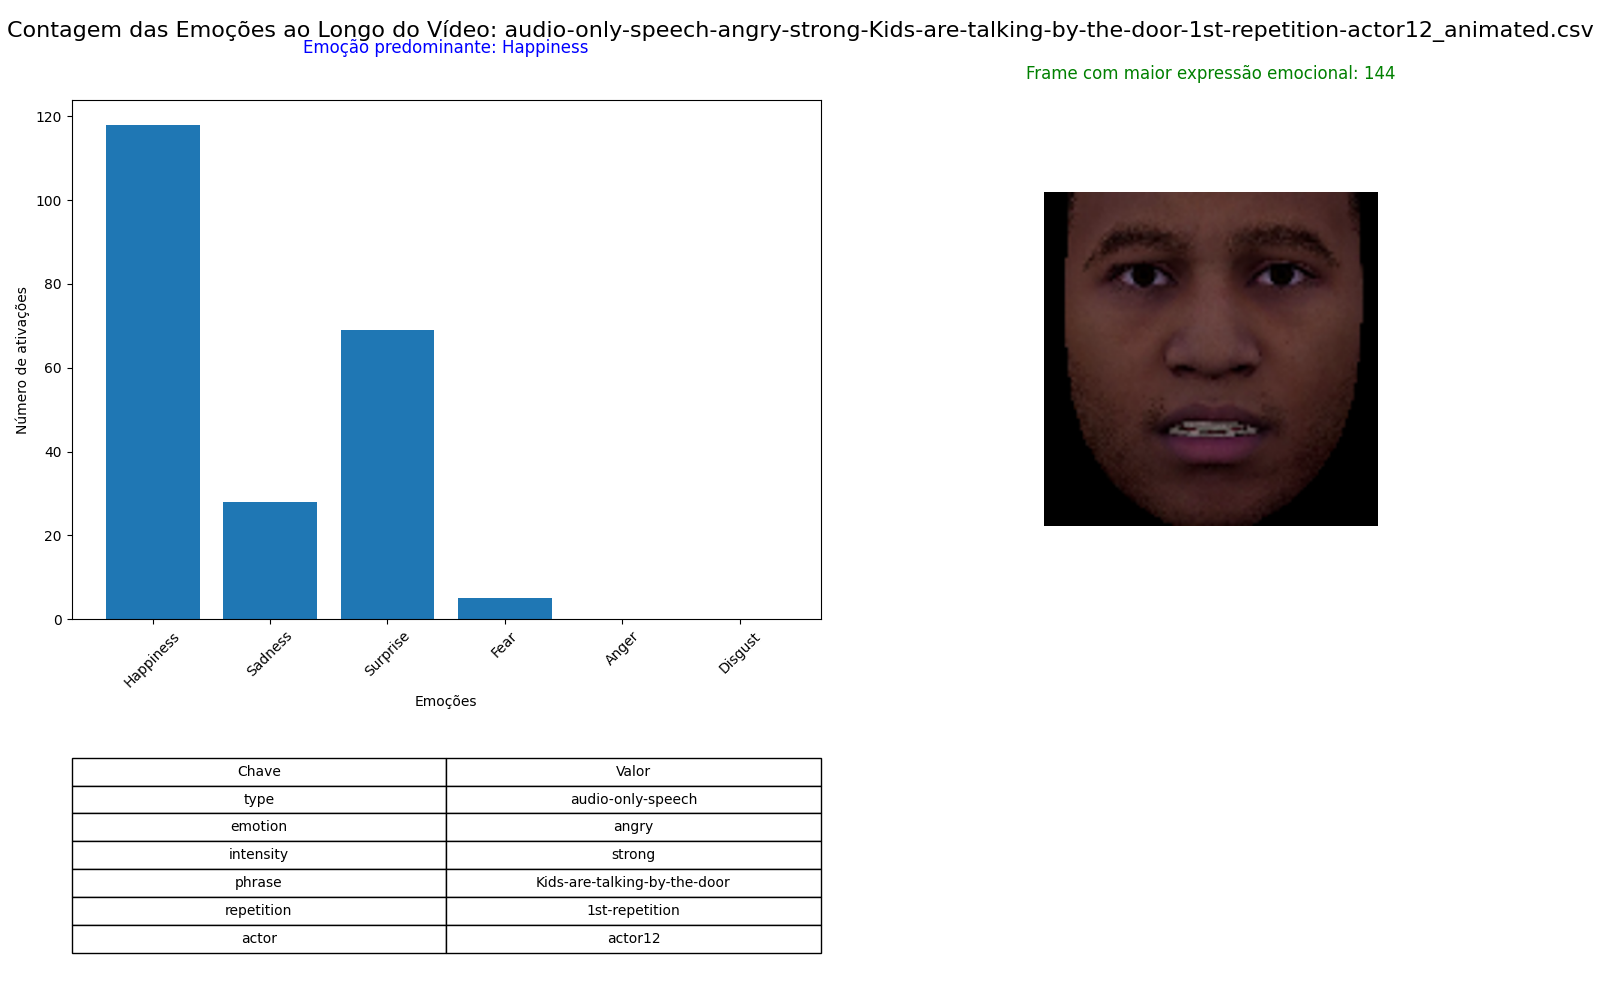 Contagem das Emoções ao Longo do Vídeo: audio-only-speech-angry-strong-Kids-are-talking-by-the-door-1st-repetition-actor12_animated.csv
Emoção predominante: Happiness
Frame com maior expressão emocional: 144
120
100
80
60
40
20
0
Número de ativações
Happiness
Sadness
Surprise
Fear
Anger
Disgust
Emoções
Chave Valor
type audio-only-speech
emotion angry
intensity strong
phrase Kids-are-talking-by-the-door
repetition 1st-repetition
actor actor12